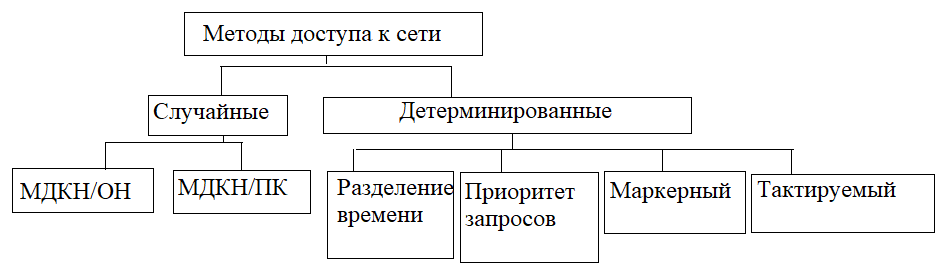 Методы доступа к сети
Случайные
Детерминированные
МДКН/ОН
МДКН/ПК
Разделение
времени
Приоритет
запросов
Маркерный
Тактируемый